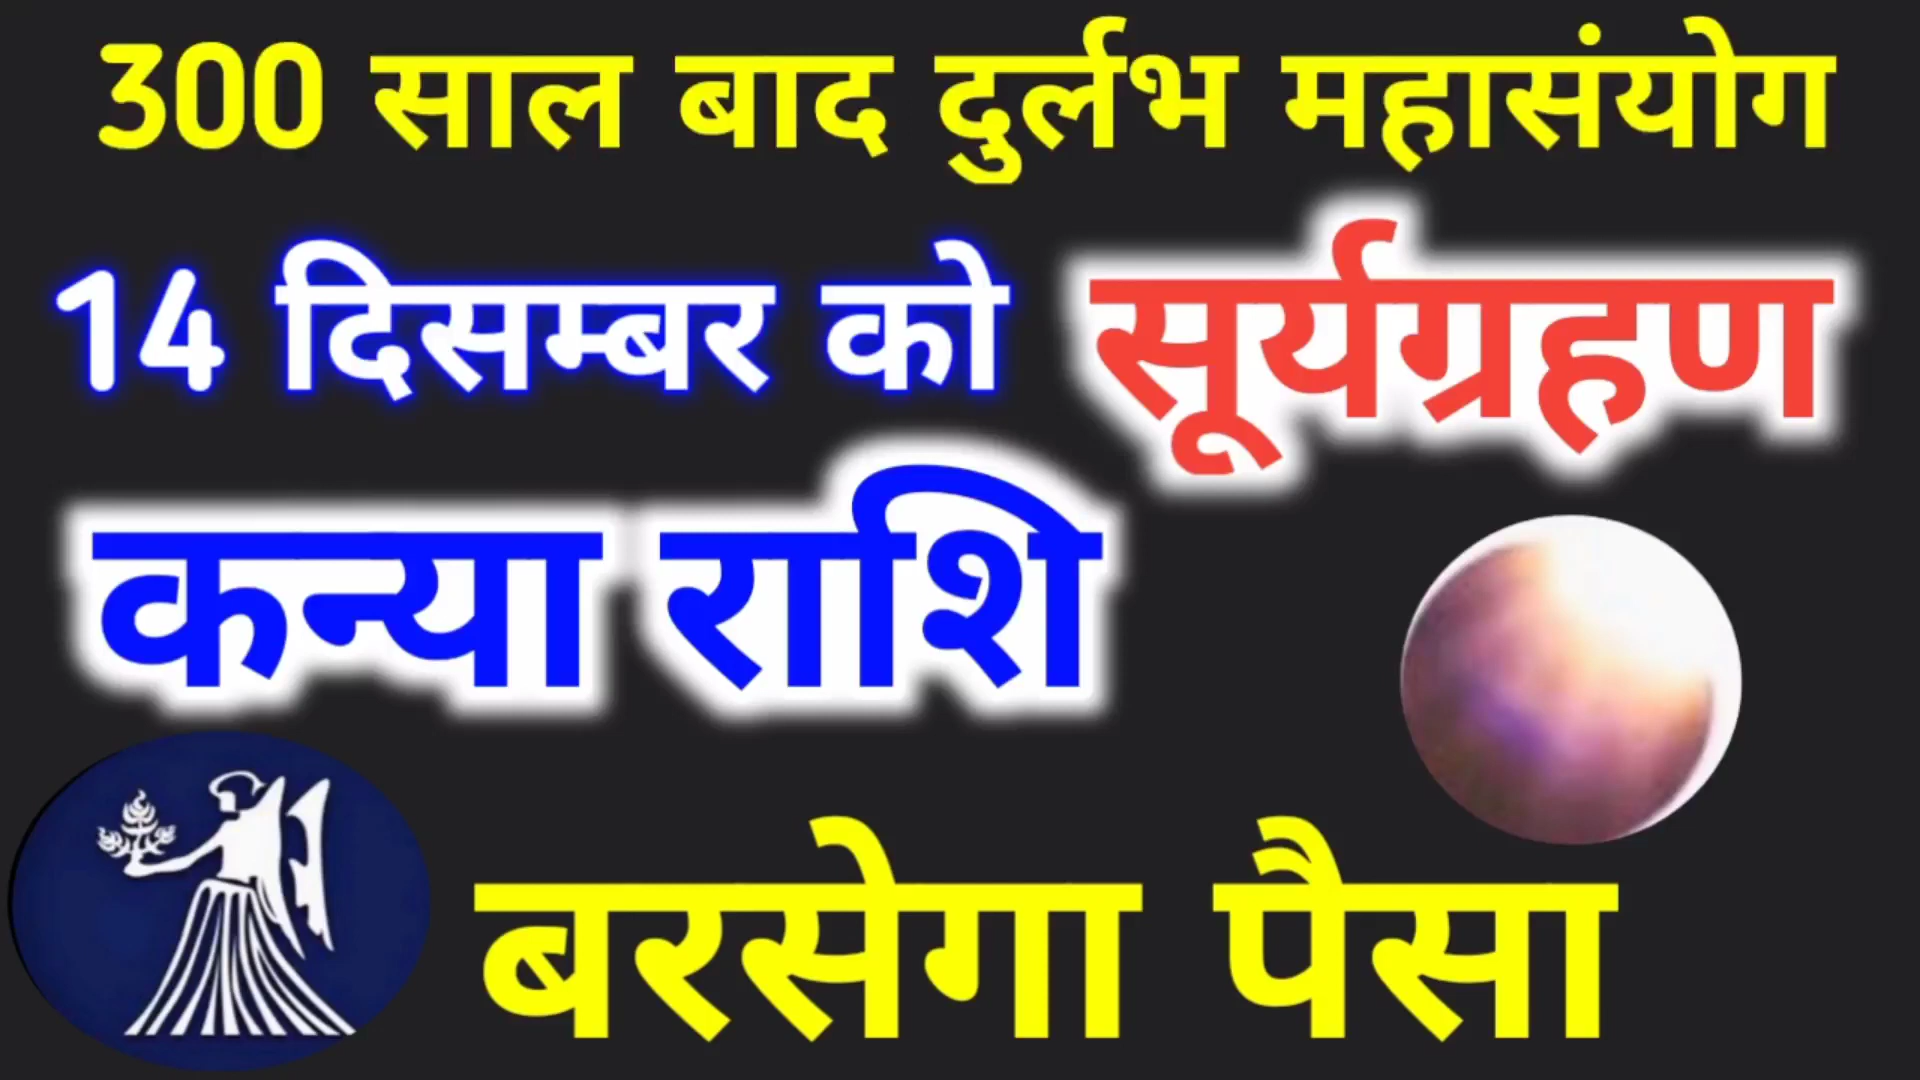 300 साल बाद दुर्लभ महासंयोग
14 दिसम्बर को सूर्यग्रहण
कन्या राशि
बरसेगा पैसा